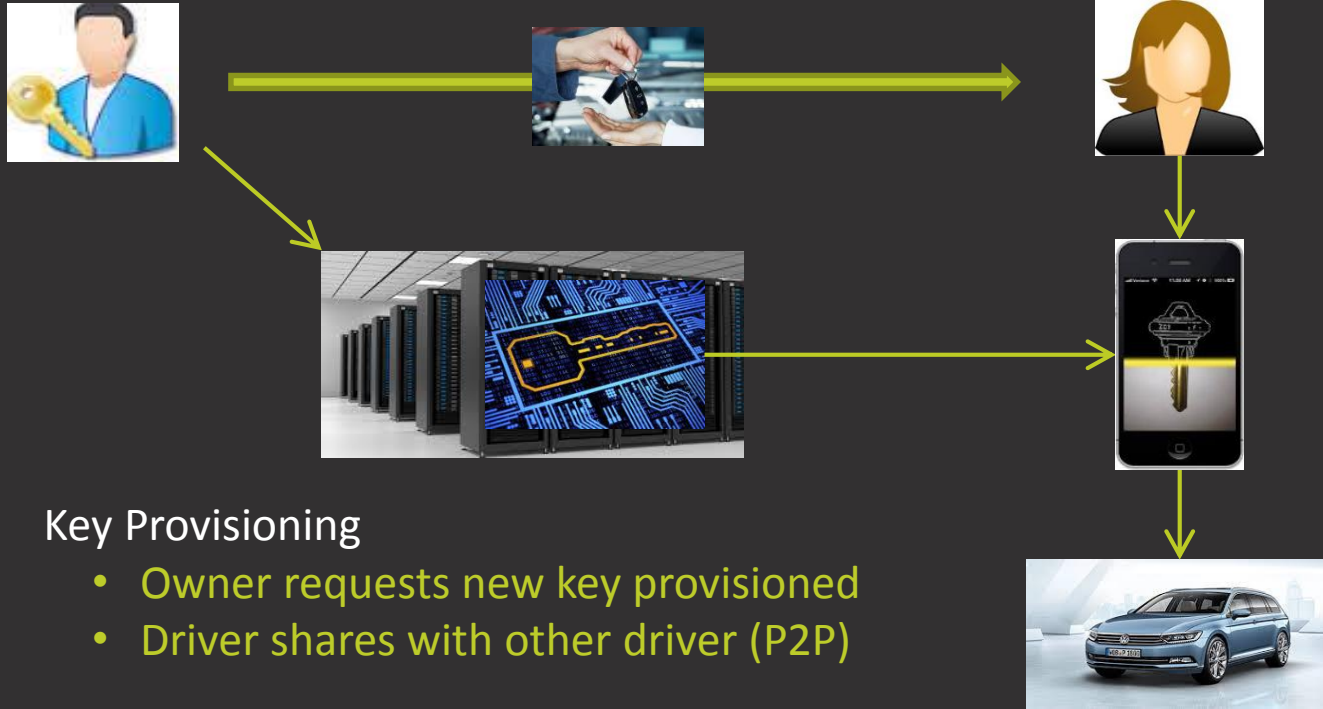 Key Provisioning
• Owner requests new key provisioned
• Driver shares with other driver (P2P)